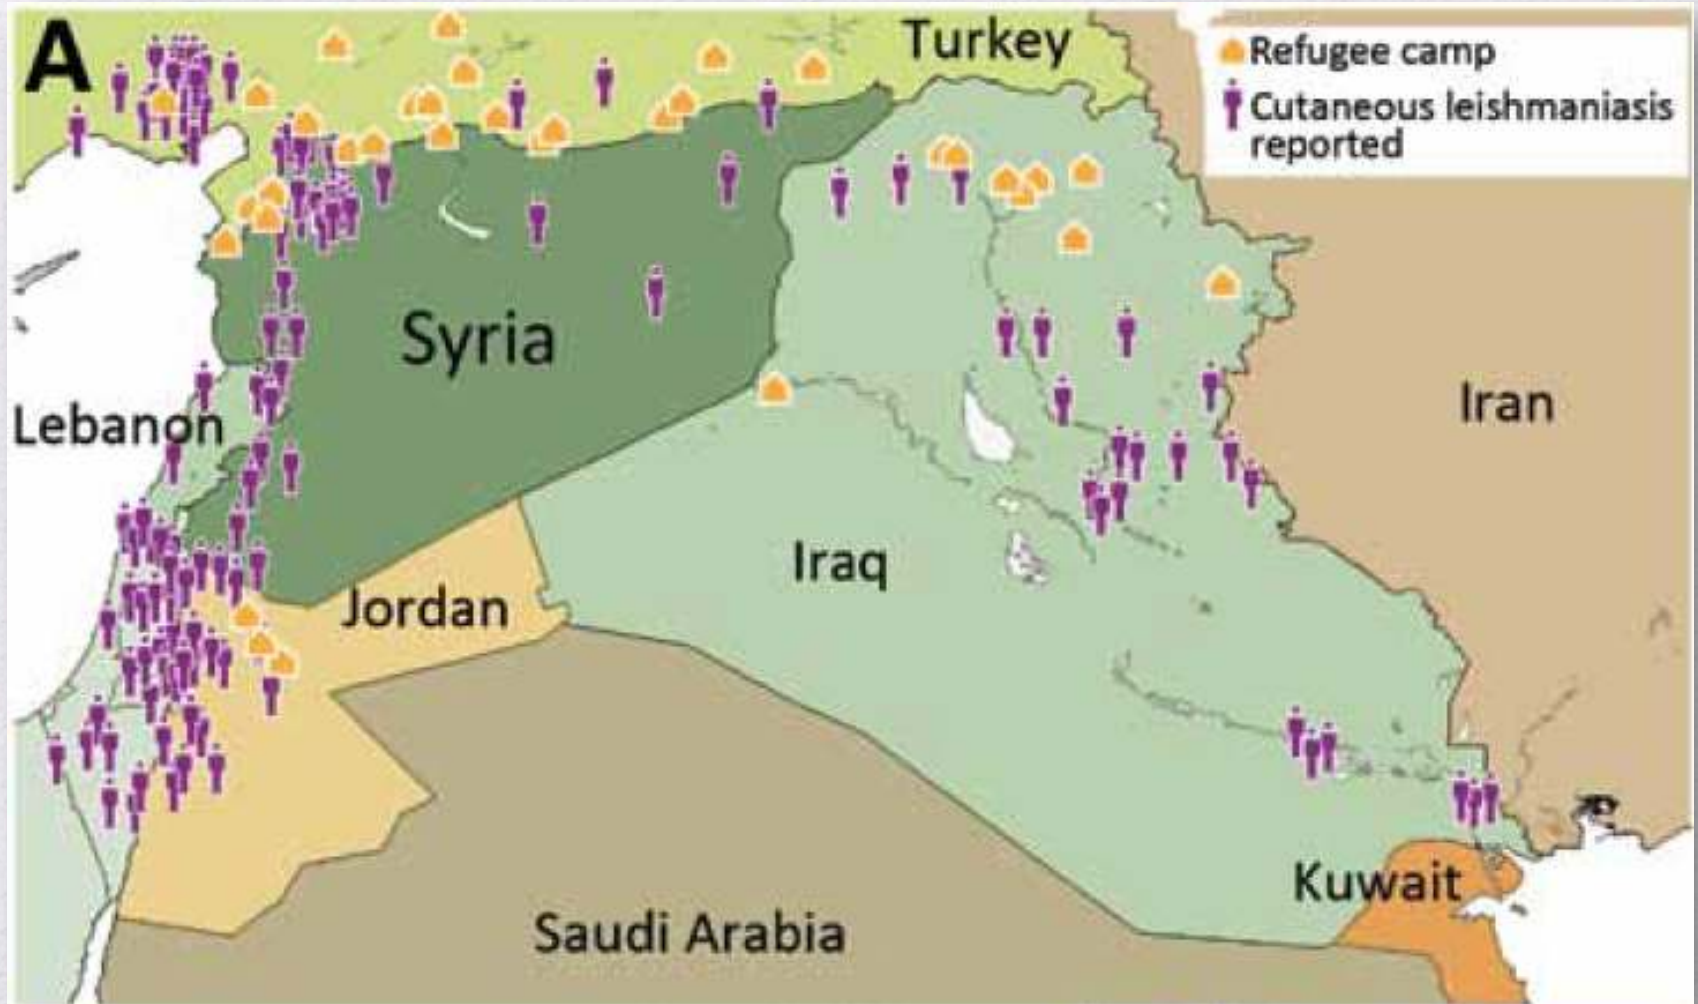 A
Turkey
Refugee camp
Cutaneous leishmaniasis
reported
Syria
Lebanon
Iran
Iraq
Jordan
Kuwait
Saudi Arabia